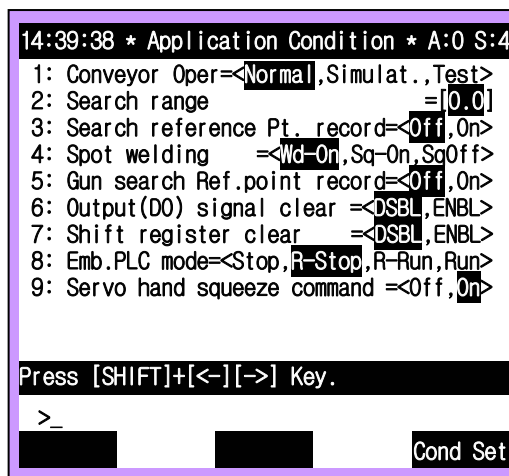 14:39:38 * Application Condition * A:0 S:4
1: Conveyor Oper=<Normal,Simulat.,Test>
2: Search range =[0.0]
3: Search reference Pt. record=<Off,On>
4: Spot welding =<Wd-On,Sq-On,SqOff>
5: Gun search Ref.point record=<Off,On>
6: Output(DO) signal clear =<DSBL,ENBL>
7: Shift register clear =<DSBL,ENBL>
8: Emb.PLC mode=<Stop,R-Stop,R-Run,Run>
9: Servo hand squeeze command =<Off,On>
Press [SHIFT]+[<-][->] Key.
>_
Cond Set